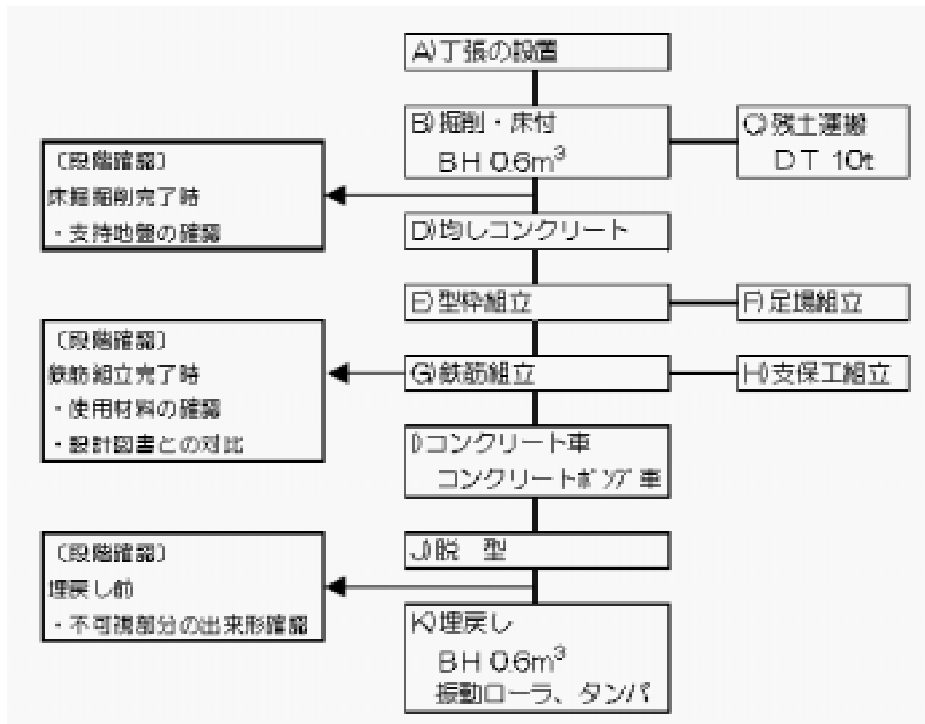 A)丁張の設置
B)掘削・床付
BH 0.6m³
C)残土運搬
DT 10t
(段階確認)
床掘掘削完了時
・支持地盤の確認
D)均しコンクリート
E)型枠組立
F)足場組立
(段階確認)
鉄筋組立完了時
・使用材料の確認
・設計図書との対比
G)鉄筋組立
H)支保工組立
I)コンクリート車
コンクリートポンプ車
J)脱 型
(段階確認)
埋戻し前
・不可視部分の出来形確認
K)埋戻し
BH 0.6m³
振動ローラ、タンパ